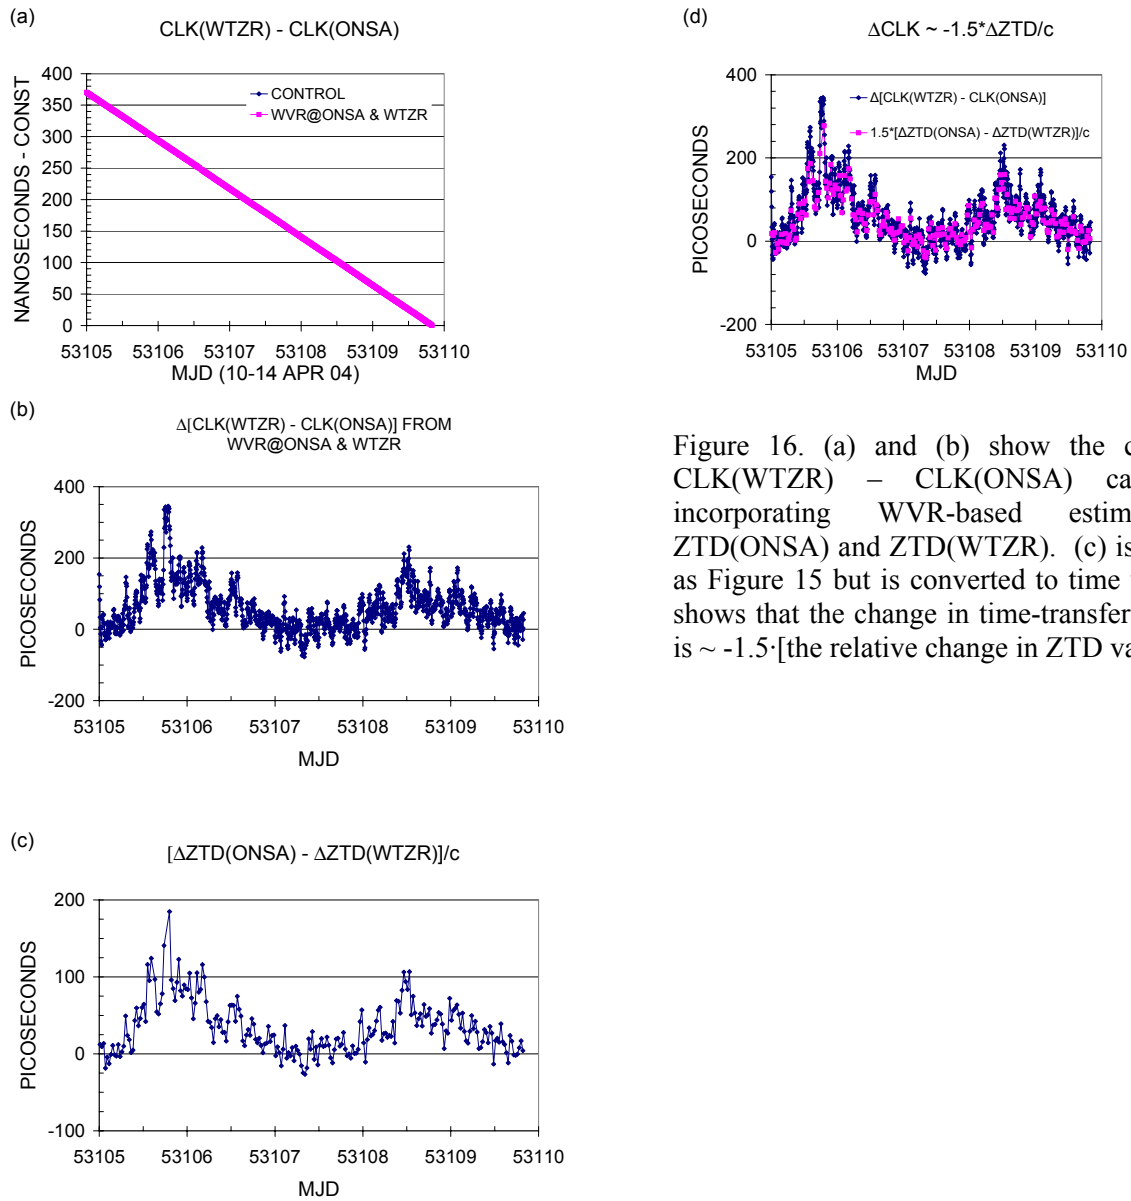 (a)
CLK(WTZR) - CLK(ONSA)
NANOSECONDS - CONST
400
350
300
250
200
150
100
50
0
CONTROL
WVR@ONSA & WTZR
53105 53106 53107 53108 53109 53110
MJD (10-14 APR 04)
(b)
Δ[CLK(WTZR) - CLK(ONSA)] FROM
WVR@ONSA & WTZR
PICOSECONDS
400
200
0
-200
53105 53106 53107 53108 53109 53110
MJD
(c)
[ΔZTD(ONSA) - ΔZTD(WTZR)]/c
PICOSECONDS
200
100
0
-100
53105 53106 53107 53108 53109 53110
MJD
(d)
ΔCLK ~ -1.5*ΔZTD/c
PICOSECONDS
400
200
0
-200
Δ[CLK(WTZR) - CLK(ONSA)]
1.5*[ΔZTD(ONSA) - ΔZTD(WTZR)]/c
53105 53106 53107 53108 53109 53110
MJD
Figure 16. (a) and (b) show the c
CLK(WTZR) – CLK(ONSA) ca
incorporating WVR-based estim
ZTD(ONSA) and ZTD(WTZR). (c) is
as Figure 15 but is converted to time
shows that the change in time-transfer
is ~ -1.5·[the relative change in ZTD va